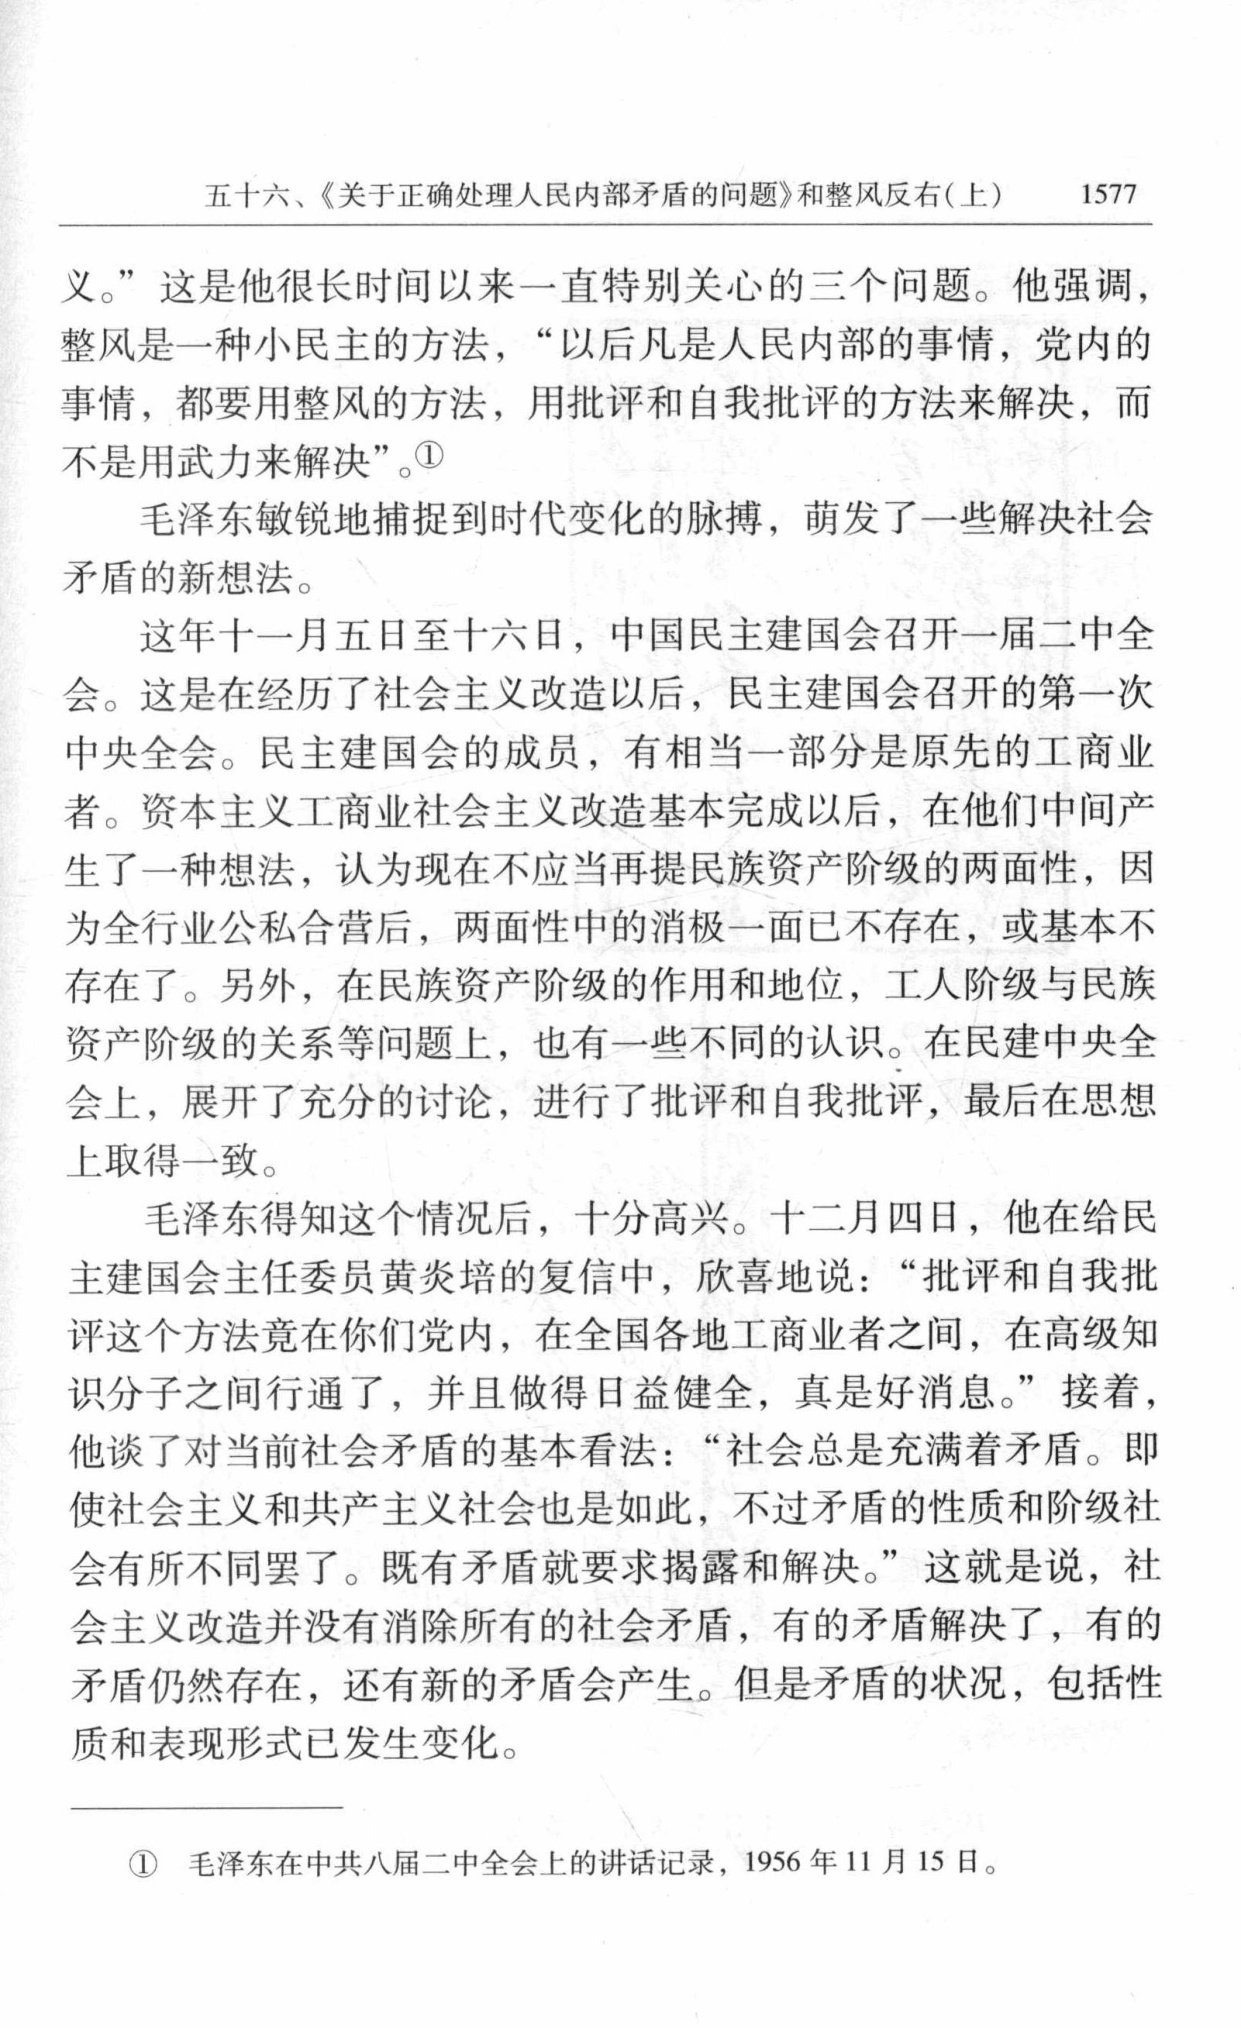 五十六、《关于正确处理人民内部矛盾的问题》和整风反右(上) 1577
义。”这是他很长时间以来一直特别关心的三个问题。他强调，
整风是一种小民主的方法，“以后凡是人民内部的事情，党内的
事情，都要用整风的方法，用批评和自我批评的方法来解决，而
不是用武力来解决”。①
毛泽东敏锐地捕捉到时代变化的脉搏，萌发了一些解决社会
矛盾的新想法。
这年十一月五日至十六日，中国民主建国会召开一届二中全
会。这是在经历了社会主义改造以后，民主建国会召开的第一次
中央全会。民主建国会的成员，有相当一部分是原先的工商业
者。资本主义工商业社会主义改造基本完成以后，在他们中间产
生了一种想法，认为现在不应当再提民族资产阶级的两面性，因
为全行业公私合营后，两面性中的消极一面已不存在，或基本不
存在了。另外，在民族资产阶级的作用和地位，工人阶级与民族
资产阶级的关系等问题上，也有一些不同的认识。在民建中央全
会上，展开了充分的讨论，进行了批评和自我批评，最后在思想
上取得一致。
毛泽东得知这个情况后，十分高兴。十二月四日，他在给民
主建国会主任委员黄炎培的复信中，欣喜地说：“批评和自我批
评这个方法竟在你们党内，在全国各地工商业者之间，在高级知
识分子之间行通了，并且做得日益健全，真是好消息。”接着，
他谈了对当前社会矛盾的基本看法：“社会总是充满着矛盾。即
使社会主义和共产主义社会也是如此，不过矛盾的性质和阶级社
会有所不同罢了。既有矛盾就要求揭露和解决。”这就是说，社
会主义改造并没有消除所有的社会矛盾，有的矛盾解决了，有的
矛盾仍然存在，还有新的矛盾会产生。但是矛盾的状况，包括性
质和表现形式已发生变化。
① 毛泽东在中共八届二中全会上的讲话记录，1956年11月15日。